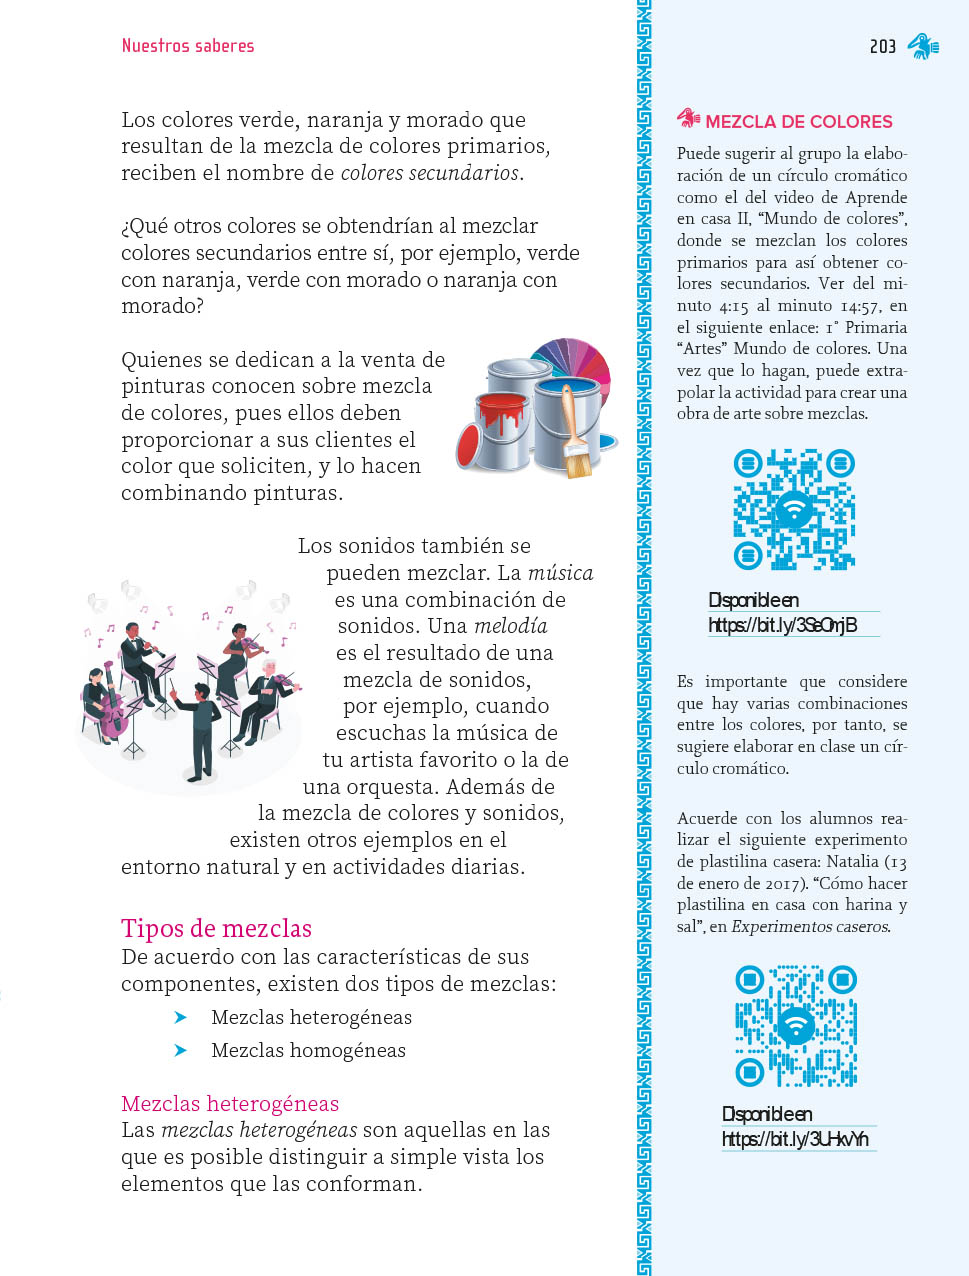 Nuestros saberes
203
Los colores verde, naranja y morado que
resultan de la mezcla de colores primarios,
reciben el nombre de colores secundarios.
¿Qué otros colores se obtendrían al mezclar
colores secundarios entre sí, por ejemplo, verde
con naranja, verde con morado o naranja con
morado?
Quienes se dedican a la venta de
pinturas conocen sobre mezcla
de colores, pues ellos deben
proporcionar a sus clientes el
color que soliciten, y lo hacen
combinando pinturas.
Los sonidos también se
pueden mezclar. La música
es una combinación de
sonidos. Una melodía
es el resultado de una
mezcla de sonidos,
por ejemplo, cuando
escuchas la música de
tu artista favorito o la de
una orquesta. Además de
la mezcla de colores y sonidos,
existen otros ejemplos en el
entorno natural y en actividades diarias.
Tipos de mezclas
De acuerdo con las características de sus
componentes, existen dos tipos de mezclas:
Mezclas heterogéneas
Mezclas homogéneas
Mezclas heterogéneas
Las mezclas heterogéneas son aquellas en las
que es posible distinguir a simple vista los
elementos que las conforman.
MEZCLA DE COLORES
Puede sugerir al grupo la elabo-
ración de un círculo cromático
como el del video de Aprende
en casa II, “Mundo de colores”,
donde se mezclan los colores
primarios para así obtener co-
lores secundarios. Ver del mi-
nuto 4:15 al minuto 14:57, en
el siguiente enlace: 1° Primaria
“Artes” Mundo de colores. Una
vez que lo hagan, puede extra-
polar la actividad para crear una
obra de arte sobre mezclas.
Disponible en
https://bit.ly/3SeOrrjB
Es importante que considere
que hay varias combinaciones
entre los colores, por tanto, se
sugiere elaborar en clase un cír-
culo cromático.
Acuerde con los alumnos rea-
lizar el siguiente experimento
de plastilina casera: Natalia (13
de enero de 2017). “Cómo hacer
plastilina en casa con harina y
sal”, en Experimentos caseros.
Disponible en
https://bit.ly/3UHkvYn